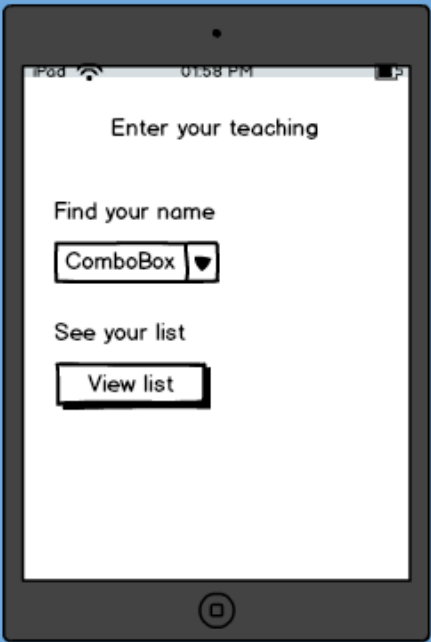 iPad 01:58 PM
Enter your teaching
Find your name
ComboBox
See your list
View list